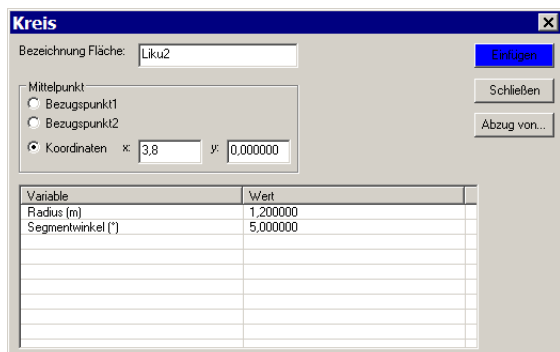 Kreis
Bezeichnung Fläche: Liku2
Einfügen
Mittelpunkt
Schließen
Bezugspunkt1
Bezugspunkt2
Abzug von...
Koordinaten x: 3,8 y: 0,000000
Variable Wert
Radius (m) 1,200000
Segmentwinkel (°) 5,000000